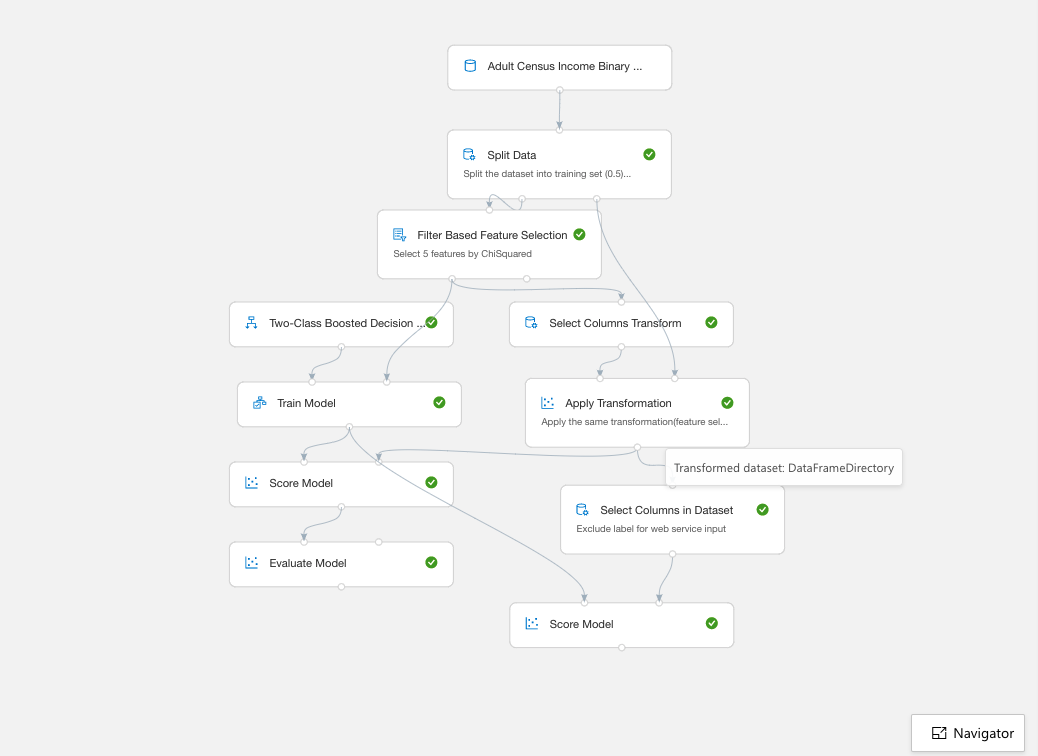 Adult Census Income Binary ...
Split Data
Split the dataset into training set (0.5)...
Filter Based Feature Selection
Select 5 features by ChiSquared
Two-Class Boosted Decision ...
Select Columns Transform
Train Model
Apply Transformation
Apply the same transformation(feature sel...
Transformed dataset: DataFrameDirectory
Score Model
Select Columns in Dataset
Exclude label for web service input
Evaluate Model
Score Model
Navigator